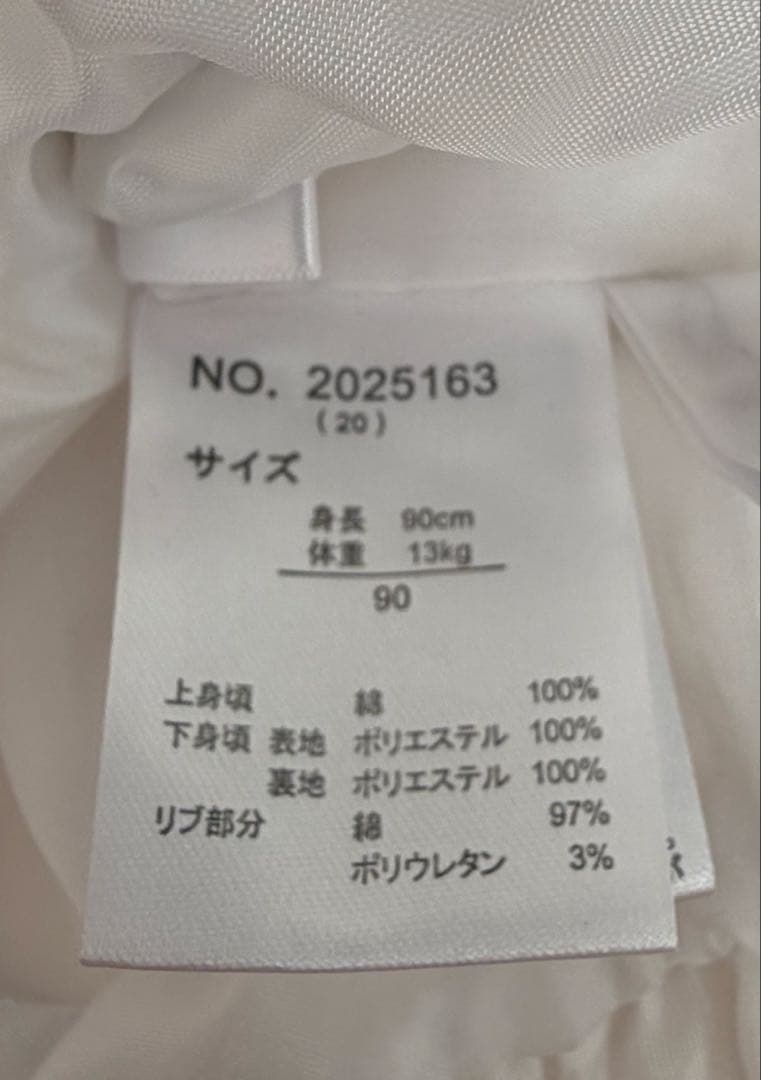 NO. 2025163
(20)
サイズ
身長 90cm
体重 13kg
90
上身頃 綿 100%
下身頃 表地 ポリエステル 100%
裏地 ポリエステル 100%
リブ部分 綿 97%
ポリウレタン 3%